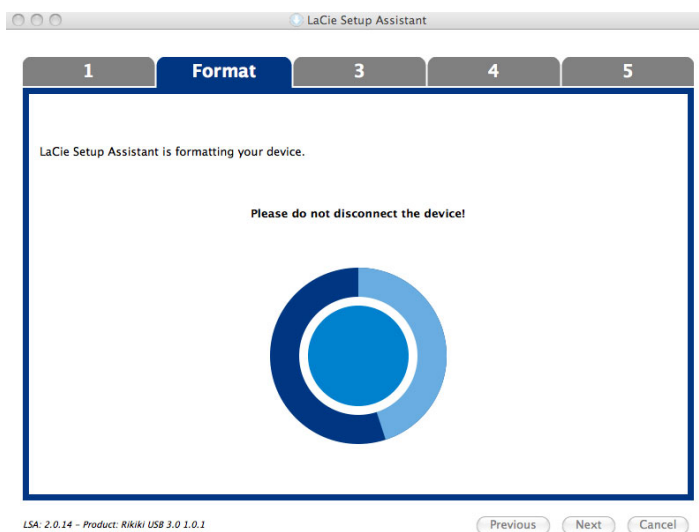 LaCie Setup Assistant
1 Format 3 4 5
LaCie Setup Assistant is formatting your device.
Please do not disconnect the device!
LSA: 2.0.14 – Product: Rikiki USB 3.0 1.0.1
Previous Next Cancel